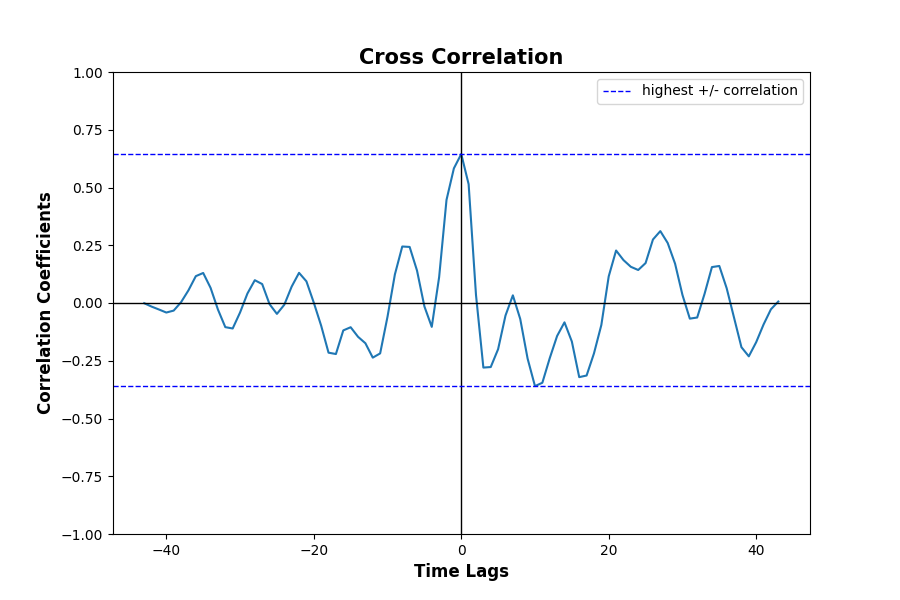 Cross Correlation
highest +/- correlation
1.00
0.75
0.50
0.25
0.00
−0.25
−0.50
−0.75
−1.00
Correlation Coefficients
−40 −20 0 20 40
Time Lags